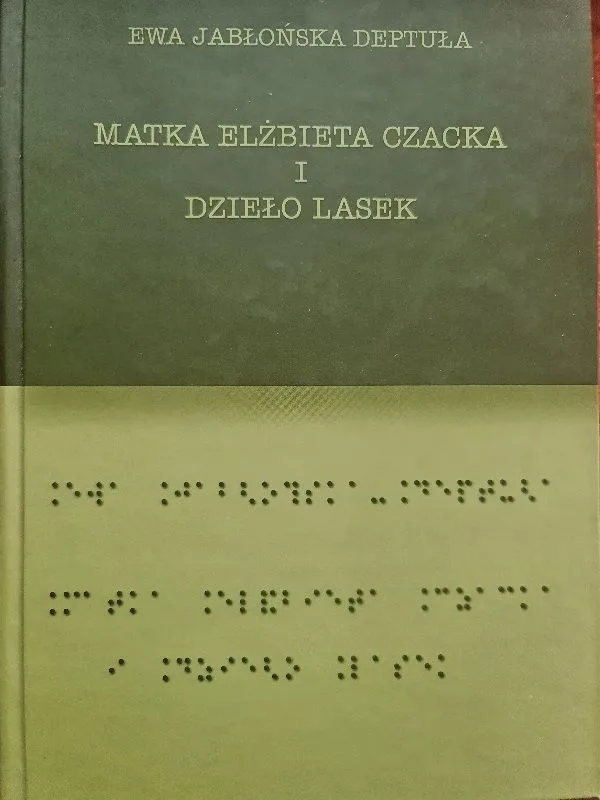 EWA JABŁOŃSKA DEPTUŁA
MATKA ELŻBIETA CZACKA
I
DZIEŁO LASEK